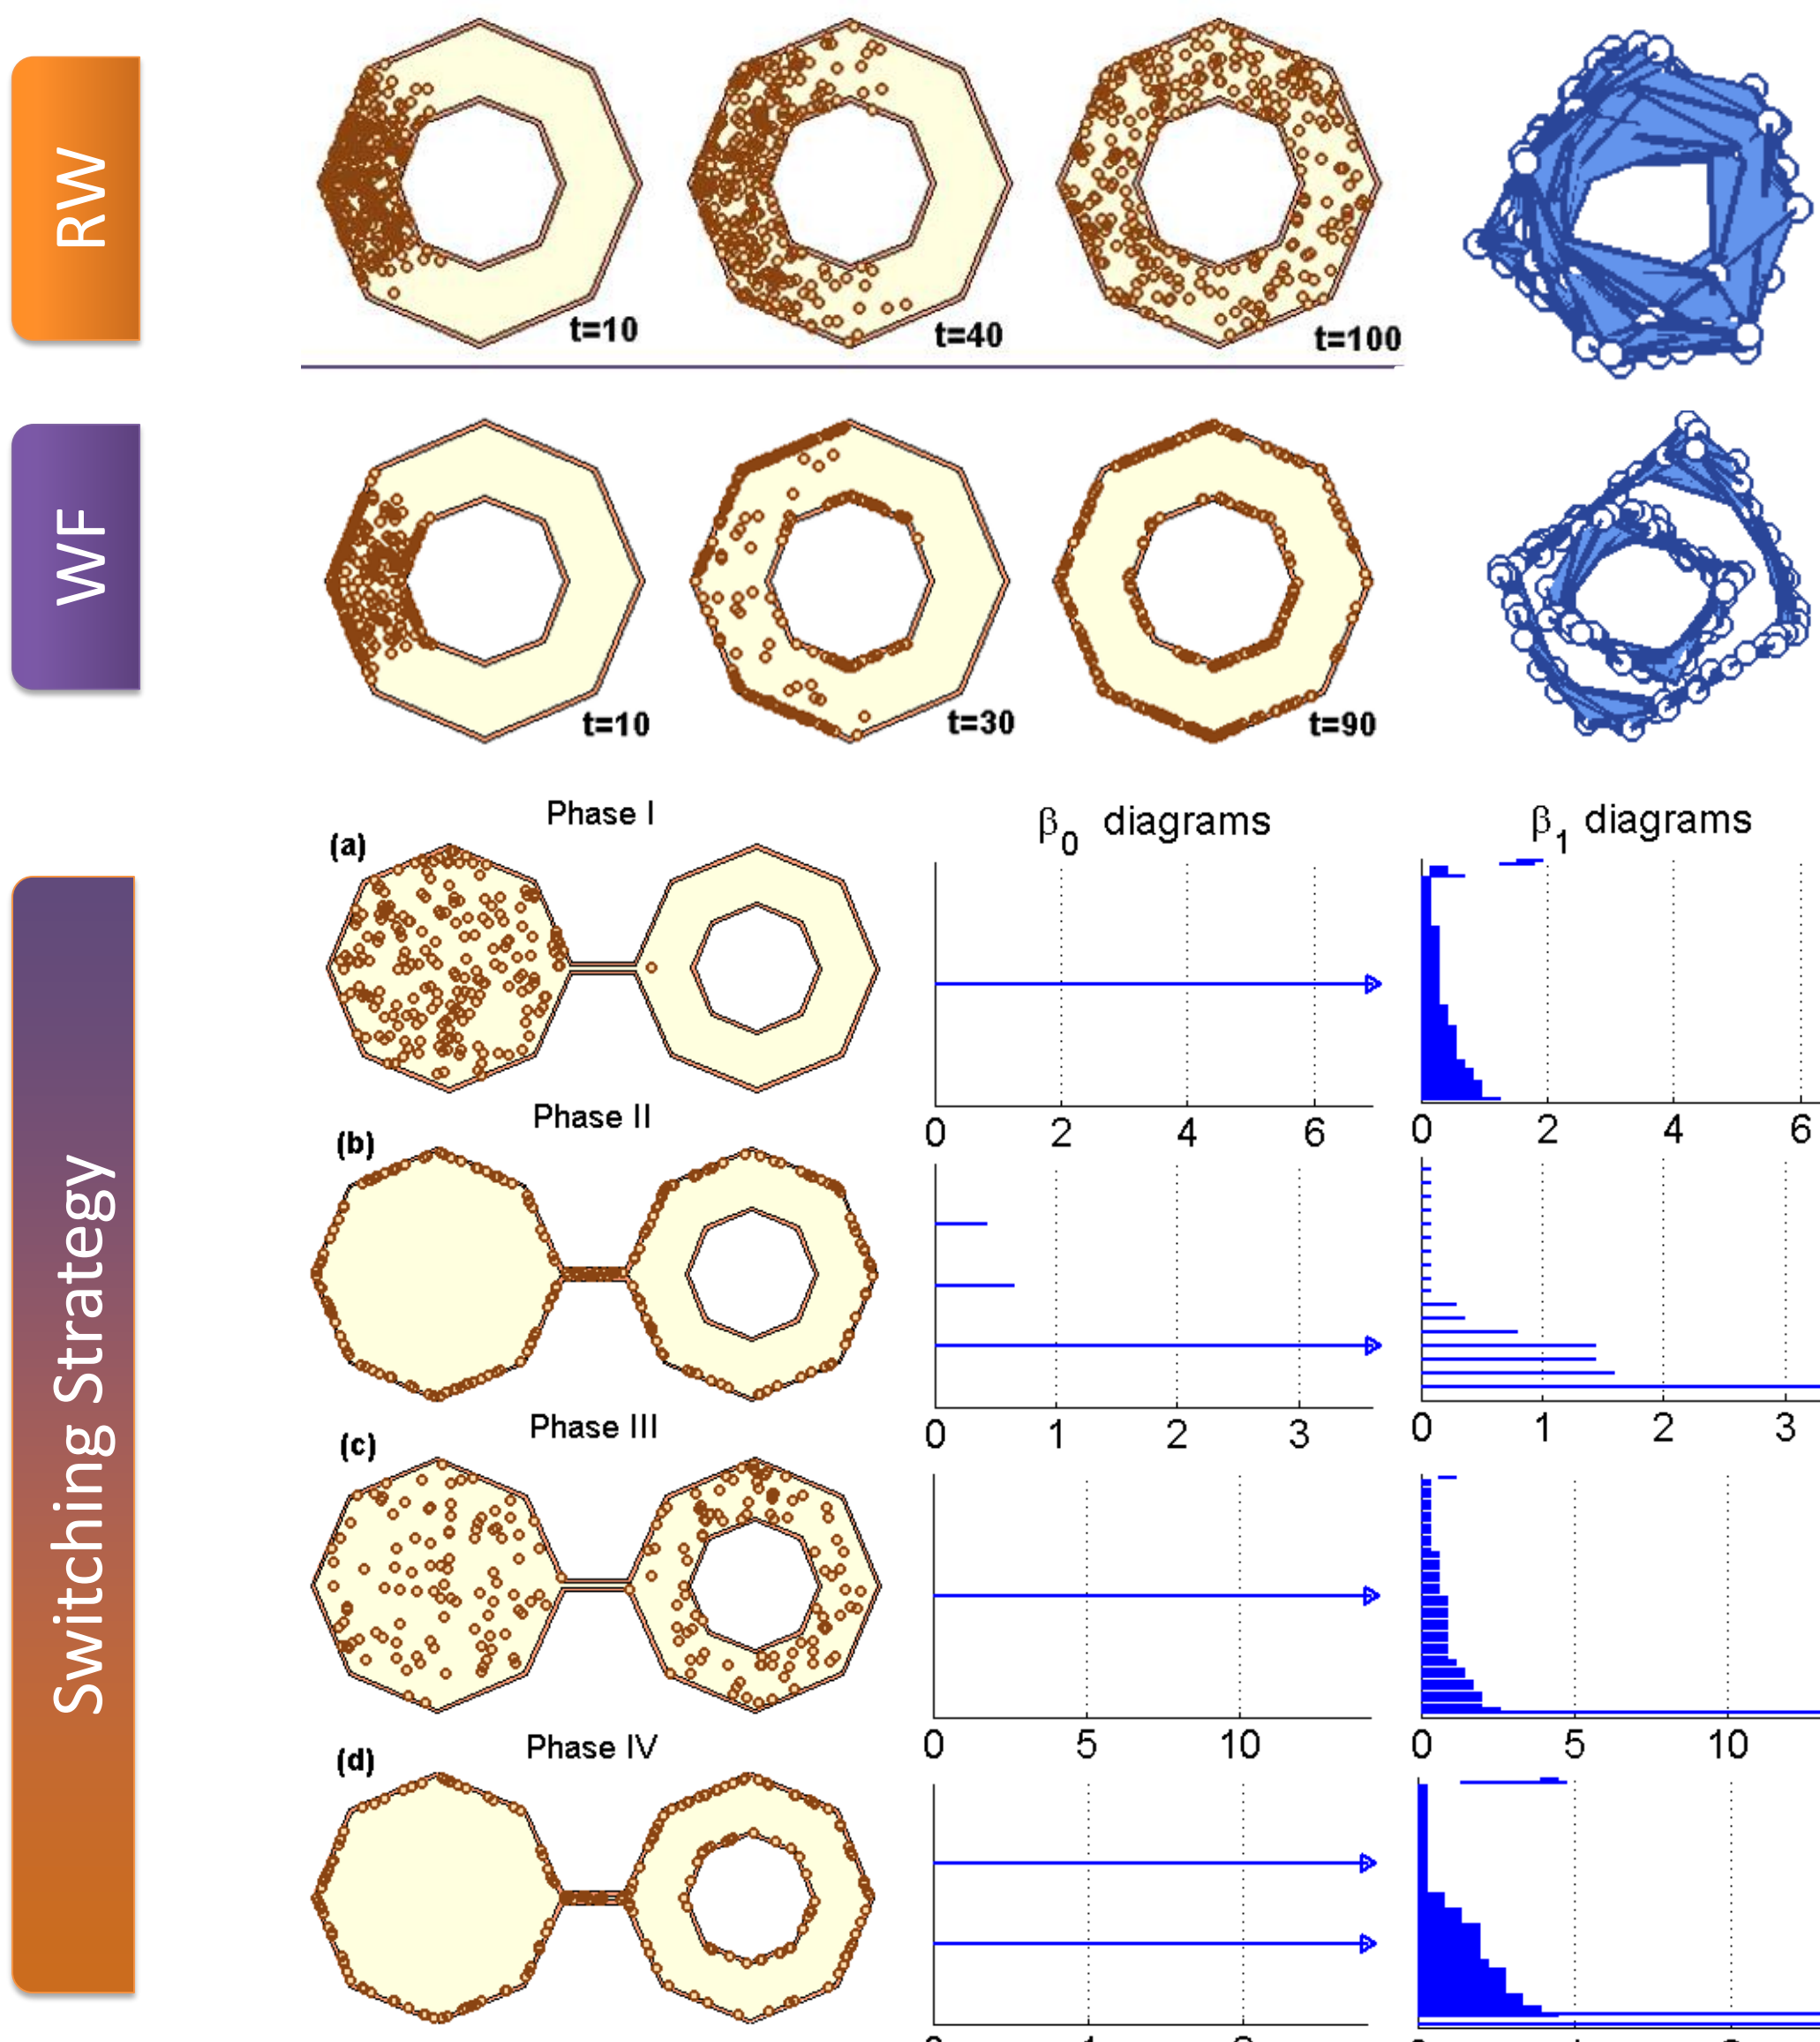 RW
t=10
t=40
t=100
WF
t=10
t=30
t=90
Switching Strategy
Phase I
β0 diagrams
β1 diagrams
(a)
0 2 4 6
0 2 4 6
Phase II
(b)
0 1 2 3
0 1 2 3
Phase III
(c)
0 5 10
0 5 10
Phase IV
(d)